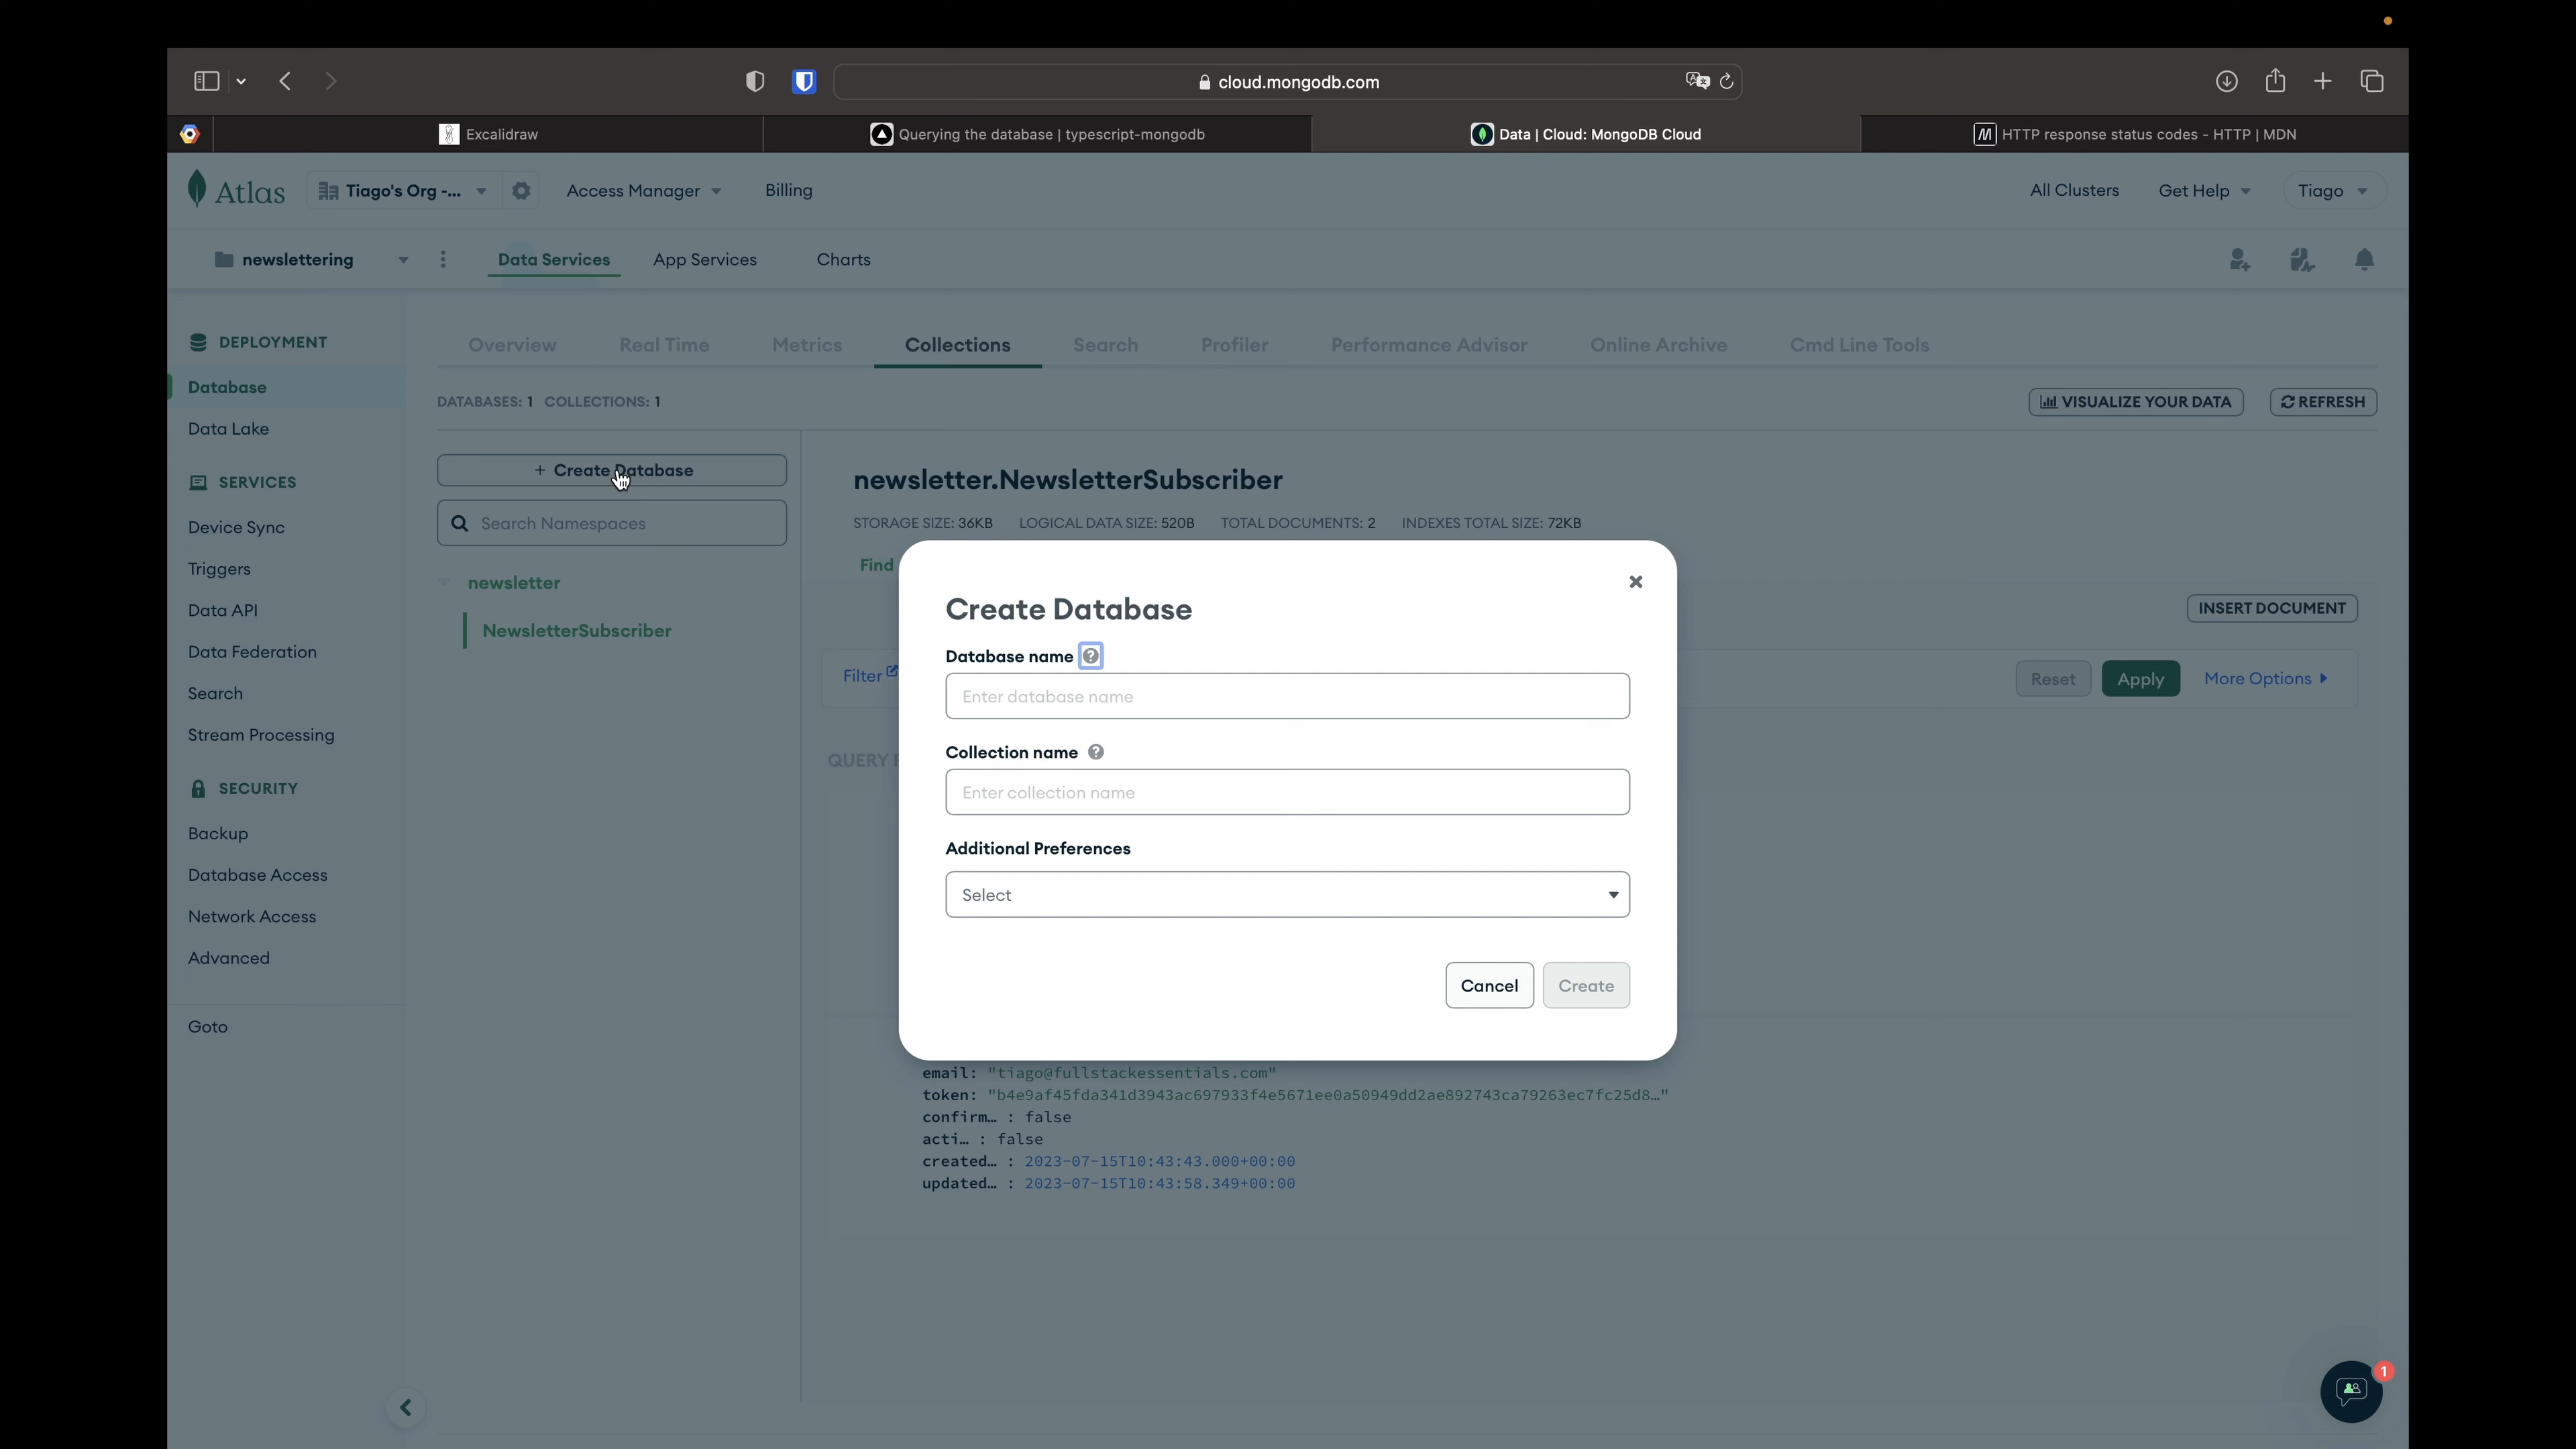 cloud.mongodb.com
Excalidraw
Querying the database | typescript-mongodb
Data | Cloud: MongoDB Cloud
HTTP response status codes - HTTP | MDN
Atlas
Tiago's Org -...
Access Manager
Billing
All Clusters
Get Help
Tiago
newslettering
Data Services
App Services
Charts
DEPLOYMENT
Database
Data Lake
SERVICES
Device Sync
Triggers
Data API
Data Federation
Search
Stream Processing
SECURITY
Backup
Database Access
Network Access
Advanced
Goto
Overview
Real Time
Metrics
Collections
Search
Profiler
Performance Advisor
Online Archive
Cmd Line Tools
DATABASES: 1 COLLECTIONS: 1
VISUALIZE YOUR DATA
REFRESH
+ Create Database
Search Namespaces
newsletter
NewsletterSubscriber
newsletter.NewsletterSubscriber
STORAGE SIZE: 36KB LOGICAL DATA SIZE: 520B TOTAL DOCUMENTS: 2 INDEXES TOTAL SIZE: 72KB
Find
INSERT DOCUMENT
Filter
Reset
Apply
More Options
QUERY
Create Database
Database name
Enter database name
Collection name
Enter collection name
Additional Preferences
Select
Cancel
Create
email: "tiago@fullstackessentials.com"
token: "b4e9af45fda341d3943ac697933f4e5671ee0a50949dd2ae892743ca79263ec7fc25d8…"
confirm… : false
acti… : false
created… : 2023-07-15T10:43:43.000+00:00
updated… : 2023-07-15T10:43:58.349+00:00
1